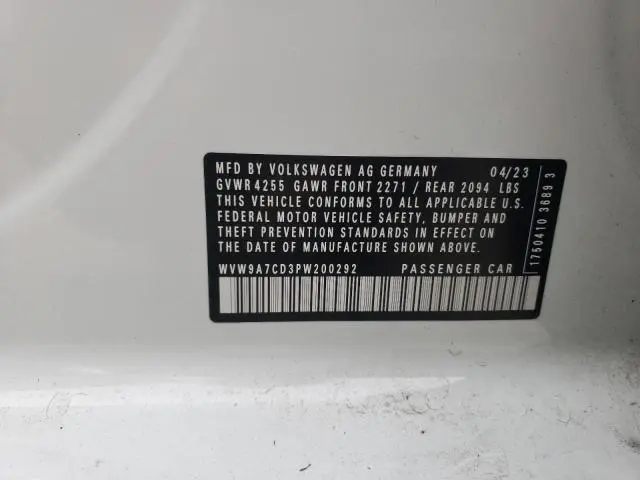 MFD BY VOLKSWAGEN AG GERMANY 04/23
GVWR 4255 GAWR FRONT 2271 / REAR 2094 LBS
THIS VEHICLE CONFORMS TO ALL APPLICABLE U.S.
FEDERAL MOTOR VEHICLE SAFETY, BUMPER AND
THEFT PREVENTION STANDARDS IN EFFECT ON
THE DATE OF MANUFACTURE SHOWN ABOVE.
WVW9A7CD3PW200292 PASSENGER CAR
1750410 3689 3